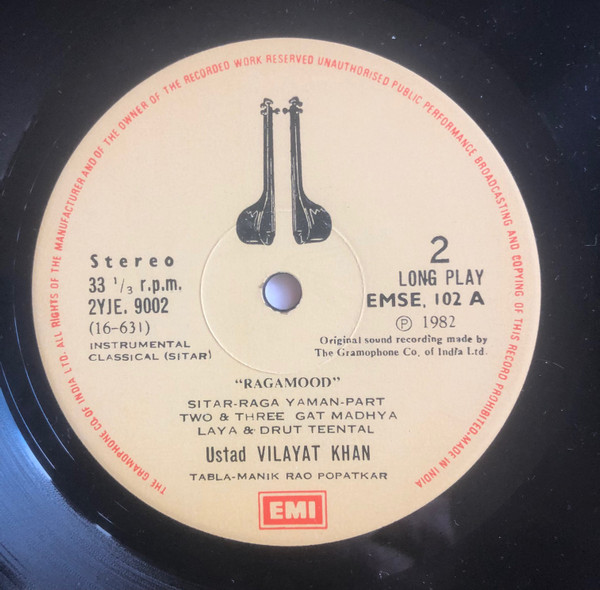 THE GRAMOPHONE CO. OF INDIA LTD. ALL RIGHTS OF THE MANUFACTURER AND OF THE OWNER OF THE RECORDED WORK RESERVED UNAUTHORISED PUBLIC PERFORMANCE BROADCASTING AND COPYING OF THIS RECORD PROHIBITED-MADE IN INDIA
Stereo
33 1/3 r.p.m.
2YJE. 9002
(16-631)
INSTRUMENTAL
CLASSICAL (SITAR)
2
LONG PLAY
EMSE. 102 A
℗ 1982
Original sound recording made by
The Gramophone Co. of India Ltd.
"RAGAMOOD"
SITAR-RAGA YAMAN-PART
TWO & THREE GAT MADHYA
LAYA & DRUT TEENTAL
Ustad VILAYAT KHAN
TABLA-MANIK RAO POPATKAR
EMI